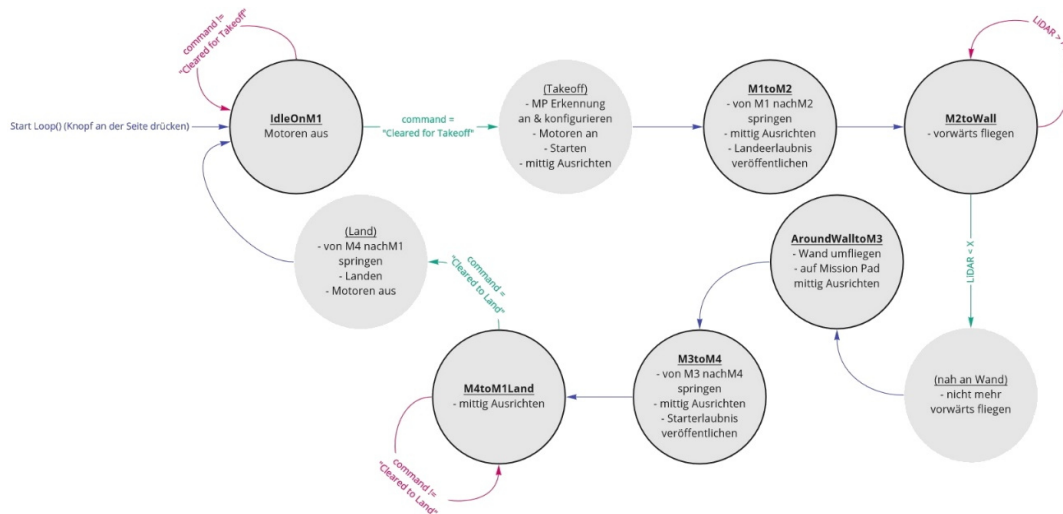 command !=
"Cleared for Takeoff"
Start Loop() (Knopf an der Seite drücken)
IdleOnM1
Motoren aus
command =
"Cleared for Takeoff"
(Takeoff)
- MP Erkennung
an & konfigurieren
- Motoren an
- Starten
- mittig Ausrichten
M1toM2
- von M1 nachM2
springen
- mittig Ausrichten
- Landeerlaubnis
veröffentlichen
M2toWall
- vorwärts fliegen
LiDAR >
LiDAR < X
(nah an Wand)
- nicht mehr
vorwärts fliegen
AroundWalltoM3
- Wand umfliegen
- auf Mission Pad
mittig Ausrichten
M3toM4
- von M3 nachM4
springen
- mittig Ausrichten
- Starterlaubnis
veröffentlichen
M4toM1Land
- mittig Ausrichten
command !=
"Cleared to Land"
command =
"Cleared to Land"
(Land)
- von M4 nachM1
springen
- Landen
- Motoren aus